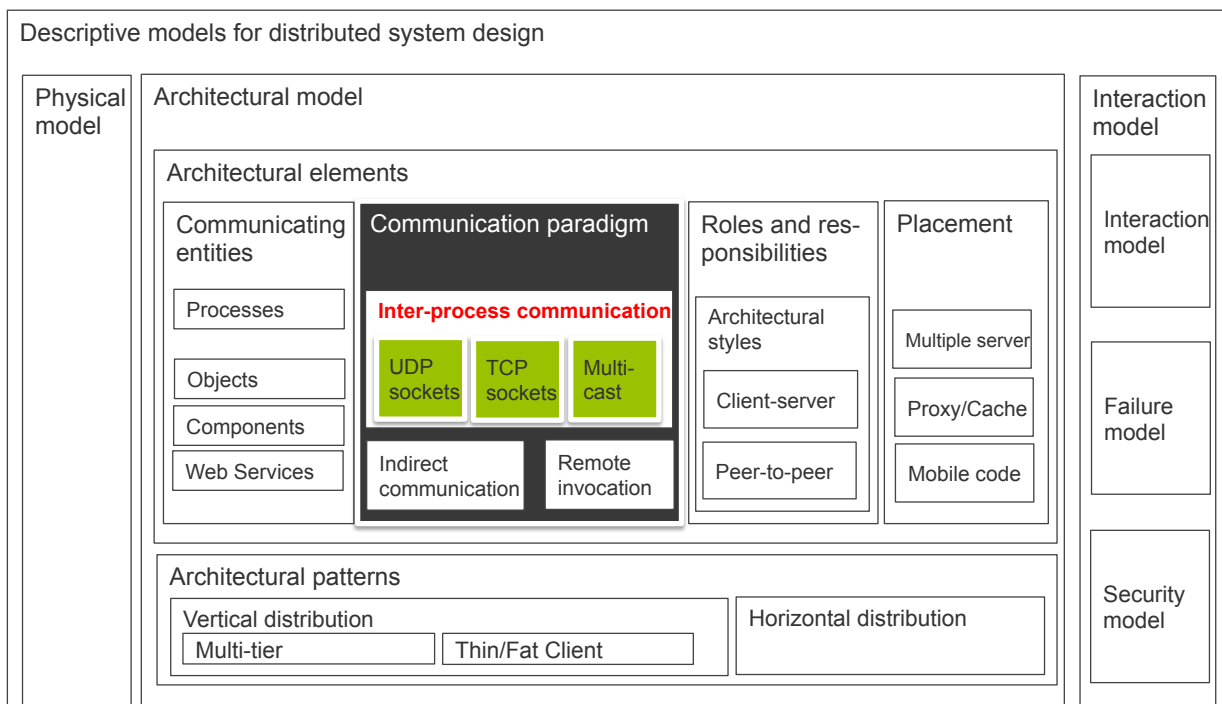 Descriptive models for distributed system design
Physical
model
Architectural model
Architectural elements
Communicating
entities
Processes
Objects
Components
Web Services
Communication paradigm
Inter-process communication
UDP
sockets
TCP
sockets
Multi-
cast
Indirect
communication
Remote
invocation
Roles and res-
ponsibilities
Architectural
styles
Client-server
Peer-to-peer
Placement
Multiple server
Proxy/Cache
Mobile code
Architectural patterns
Vertical distribution
Multi-tier
Thin/Fat Client
Horizontal distribution
Interaction
model
Interaction
model
Failure
model
Security
model